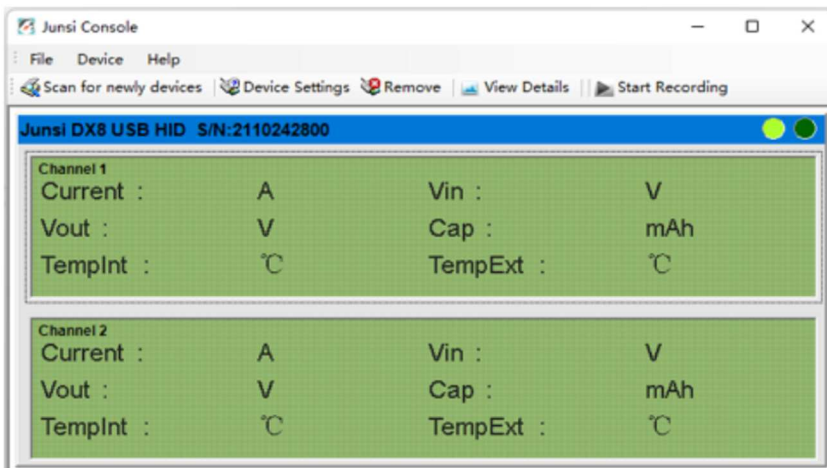 Junsi Console
File Device Help
Scan for newly devices Device Settings Remove View Details Start Recording
Junsi DX8 USB HID S/N:2110242800
Channel 1
Current : A Vin : V
Vout : V Cap : mAh
TempInt : ℃ TempExt : ℃
Channel 2
Current : A Vin : V
Vout : V Cap : mAh
TempInt : ℃ TempExt : ℃